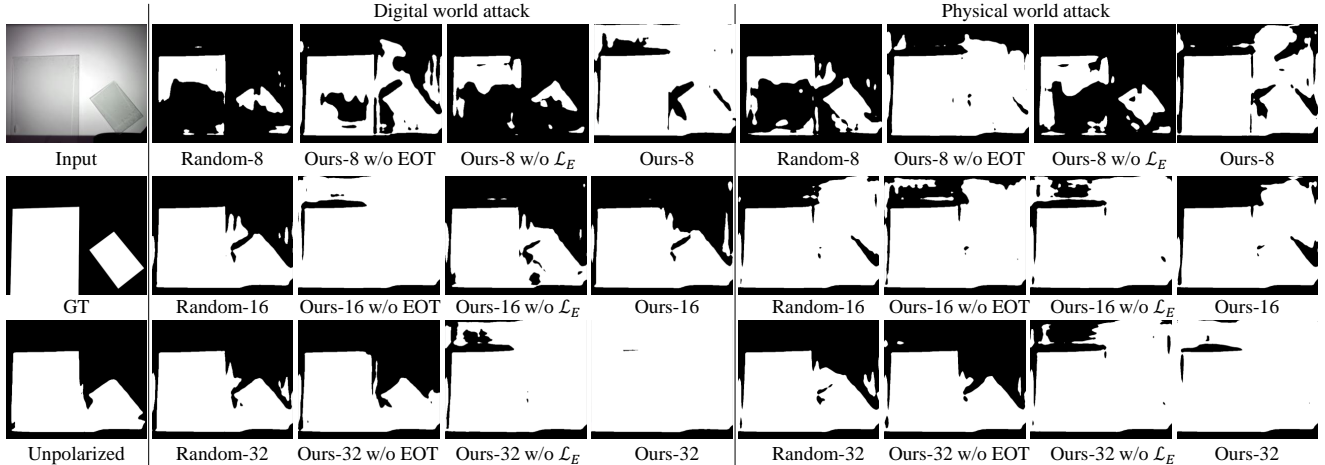 Digital world attack Physical world attack
Input Random-8 Ours-8 w/o EOT Ours-8 w/o ℒ_E Ours-8 Random-8 Ours-8 w/o EOT Ours-8 w/o ℒ_E Ours-8
GT Random-16 Ours-16 w/o EOT Ours-16 w/o ℒ_E Ours-16 Random-16 Ours-16 w/o EOT Ours-16 w/o ℒ_E Ours-16
Unpolarized Random-32 Ours-32 w/o EOT Ours-32 w/o ℒ_E Ours-32 Random-32 Ours-32 w/o EOT Ours-32 w/o ℒ_E Ours-32